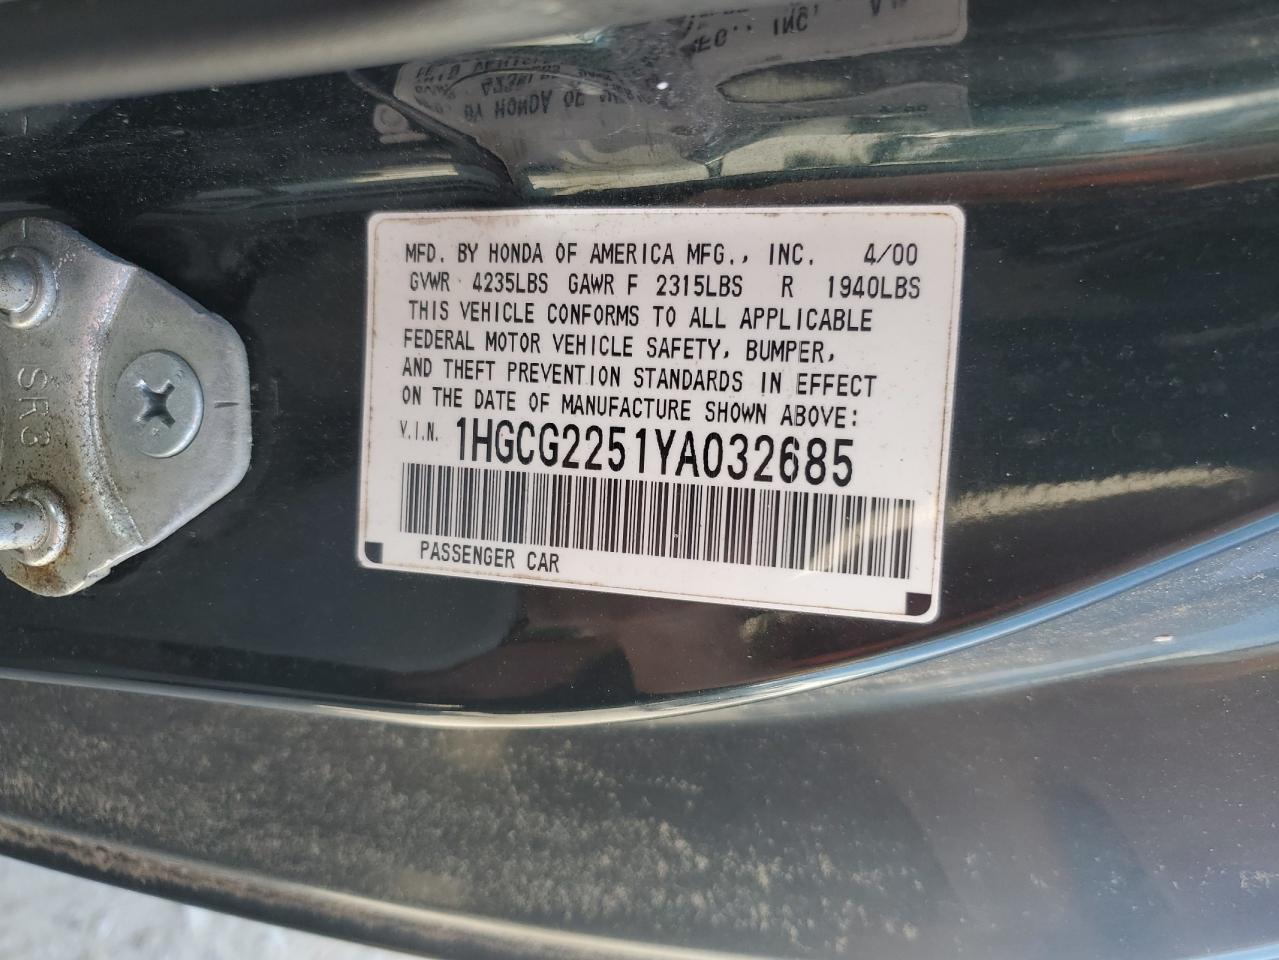 MFD. BY HONDA OF AMERICA MFG., INC. 4/00
GVWR 4235LBS GAWR F 2315LBS R 1940LBS
THIS VEHICLE CONFORMS TO ALL APPLICABLE
FEDERAL MOTOR VEHICLE SAFETY, BUMPER,
AND THEFT PREVENTION STANDARDS IN EFFECT
ON THE DATE OF MANUFACTURE SHOWN ABOVE:
V.I.N. 1HGCG2251YA032685
PASSENGER CAR
SR3